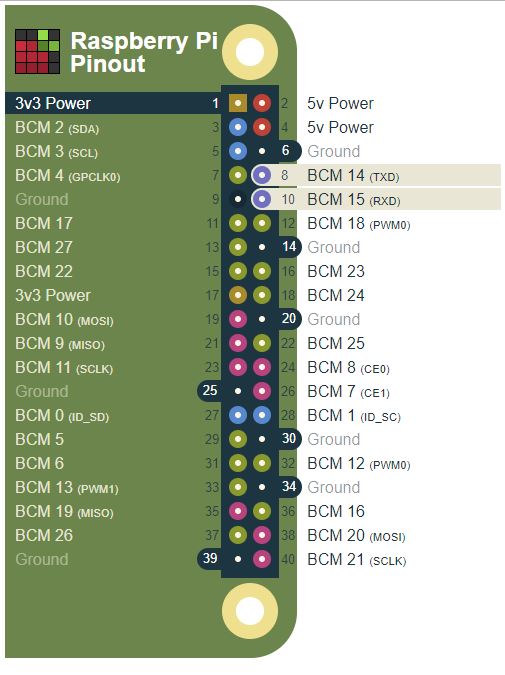 Raspberry Pi
Pinout
3v3 Power 1 2 5v Power
BCM 2 (SDA) 3 4 5v Power
BCM 3 (SCL) 5 6 Ground
BCM 4 (GPCLK0) 7 8 BCM 14 (TXD)
Ground 9 10 BCM 15 (RXD)
BCM 17 11 12 BCM 18 (PWM0)
BCM 27 13 14 Ground
BCM 22 15 16 BCM 23
3v3 Power 17 18 BCM 24
BCM 10 (MOSI) 19 20 Ground
BCM 9 (MISO) 21 22 BCM 25
BCM 11 (SCLK) 23 24 BCM 8 (CE0)
Ground 25 26 BCM 7 (CE1)
BCM 0 (ID_SD) 27 28 BCM 1 (ID_SC)
BCM 5 29 30 Ground
BCM 6 31 32 BCM 12 (PWM0)
BCM 13 (PWM1) 33 34 Ground
BCM 19 (MISO) 35 36 BCM 16
BCM 26 37 38 BCM 20 (MOSI)
Ground 39 40 BCM 21 (SCLK)